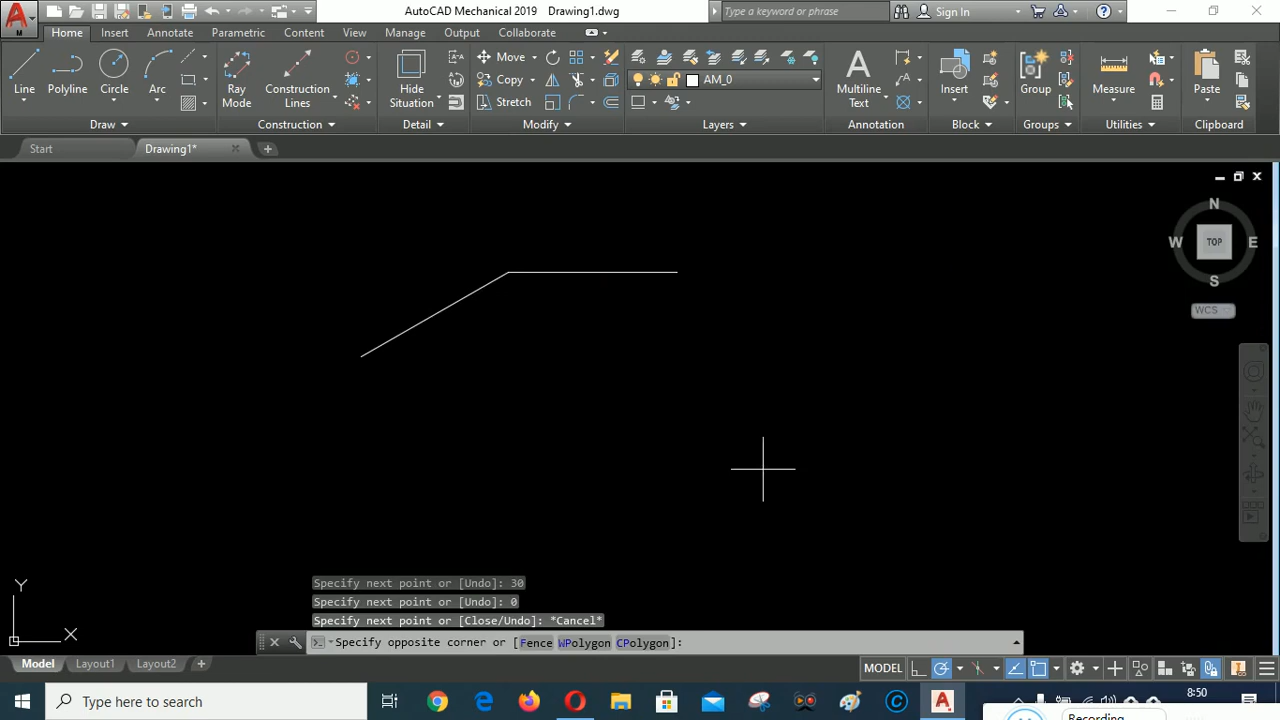 AutoCAD Mechanical 2019 Drawing1.dwg
Type a keyword or phrase
Sign In
Home Insert Annotate Parametric Content View Manage Output Collaborate
Line Polyline Circle Arc
Draw
Ray Mode
Construction Lines
Construction
Hide Situation
Detail
Move
Copy
Stretch
Modify
AM_0
Layers
Multiline Text
Annotation
Insert
Block
Group
Groups
Measure
Utilities
Paste
Clipboard
Start Drawing1*
N
W TOP E
S
WCS
Y
X
Specify next point or [Undo]: 30
Specify next point or [Undo]: 0
Specify next point or [Close/Undo]: *Cancel*
Specify opposite corner or [Fence WPolygon CPolygon]:
Model Layout1 Layout2
MODEL
Type here to search
8:50
Recording